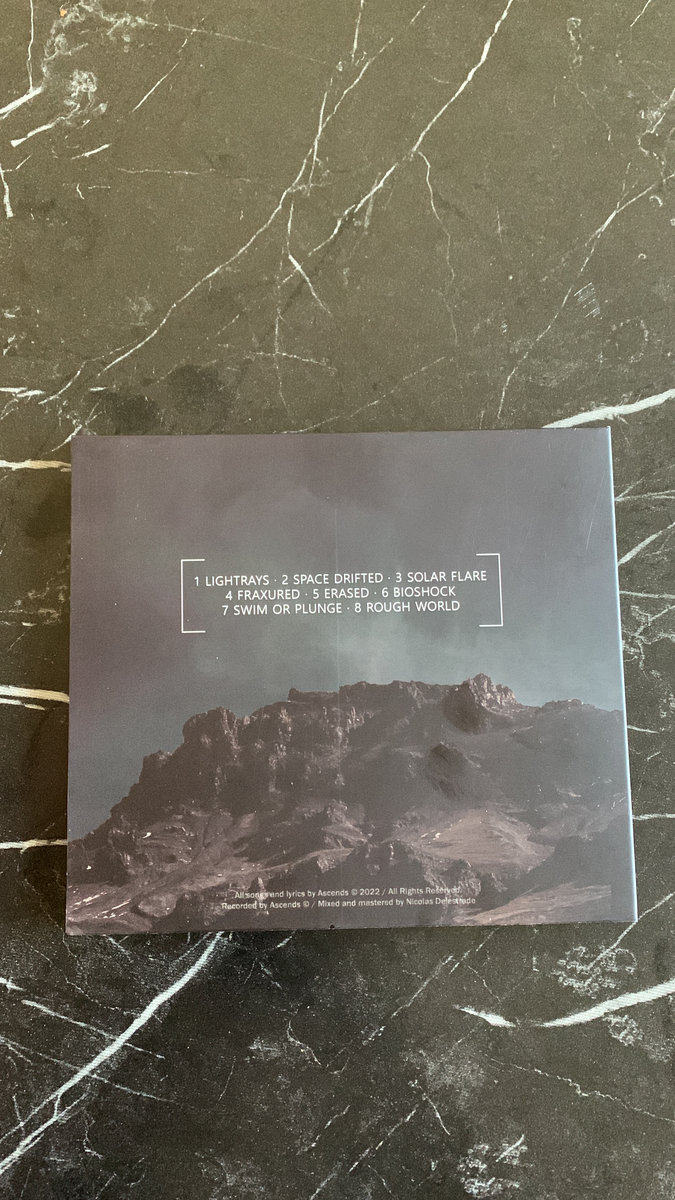 1 LIGHTRAYS · 2 SPACE DRIFTED · 3 SOLAR FLARE
4 FRAXURED · 5 ERASED · 6 BIOSHOCK
7 SWIM OR PLUNGE · 8 ROUGH WORLD
All songs and lyrics by Ascends © 2022 / All Rights Reserved.
Recorded by Ascends © / Mixed and mastered by Nicolas Delestrade